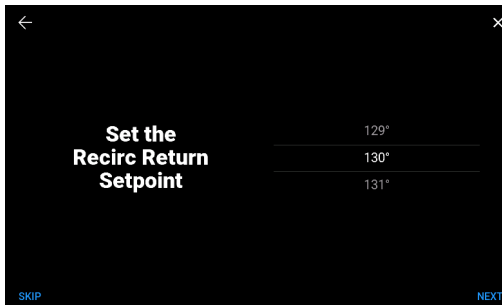 Set the
Recirc Return
Setpoint
129°
130°
131°
SKIP
NEXT